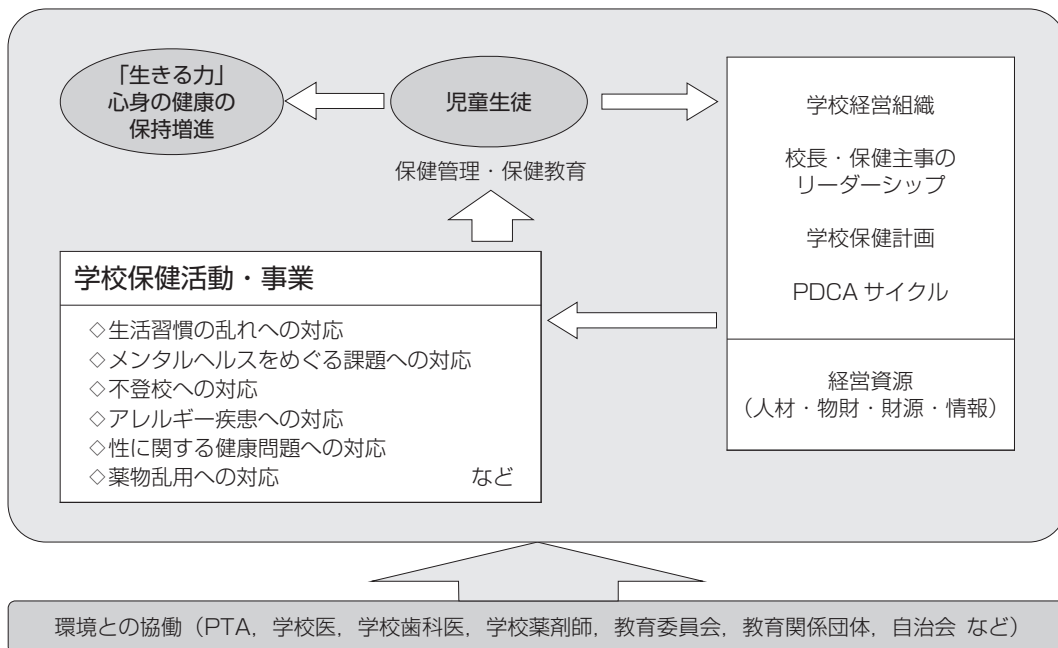 「生きる力」
心身の健康の
保持増進
児童生徒
保健管理・保健教育
学校経営組織
校長・保健主事の
リーダーシップ
学校保健計画
PDCA サイクル
経営資源
（人材・物財・財源・情報）
学校保健活動・事業
◇生活習慣の乱れへの対応
◇メンタルヘルスをめぐる課題への対応
◇不登校への対応
◇アレルギー疾患への対応
◇性に関する健康問題への対応
◇薬物乱用への対応　など
環境との協働（PTA，学校医，学校歯科医，学校薬剤師，教育委員会，教育関係団体，自治会 など）